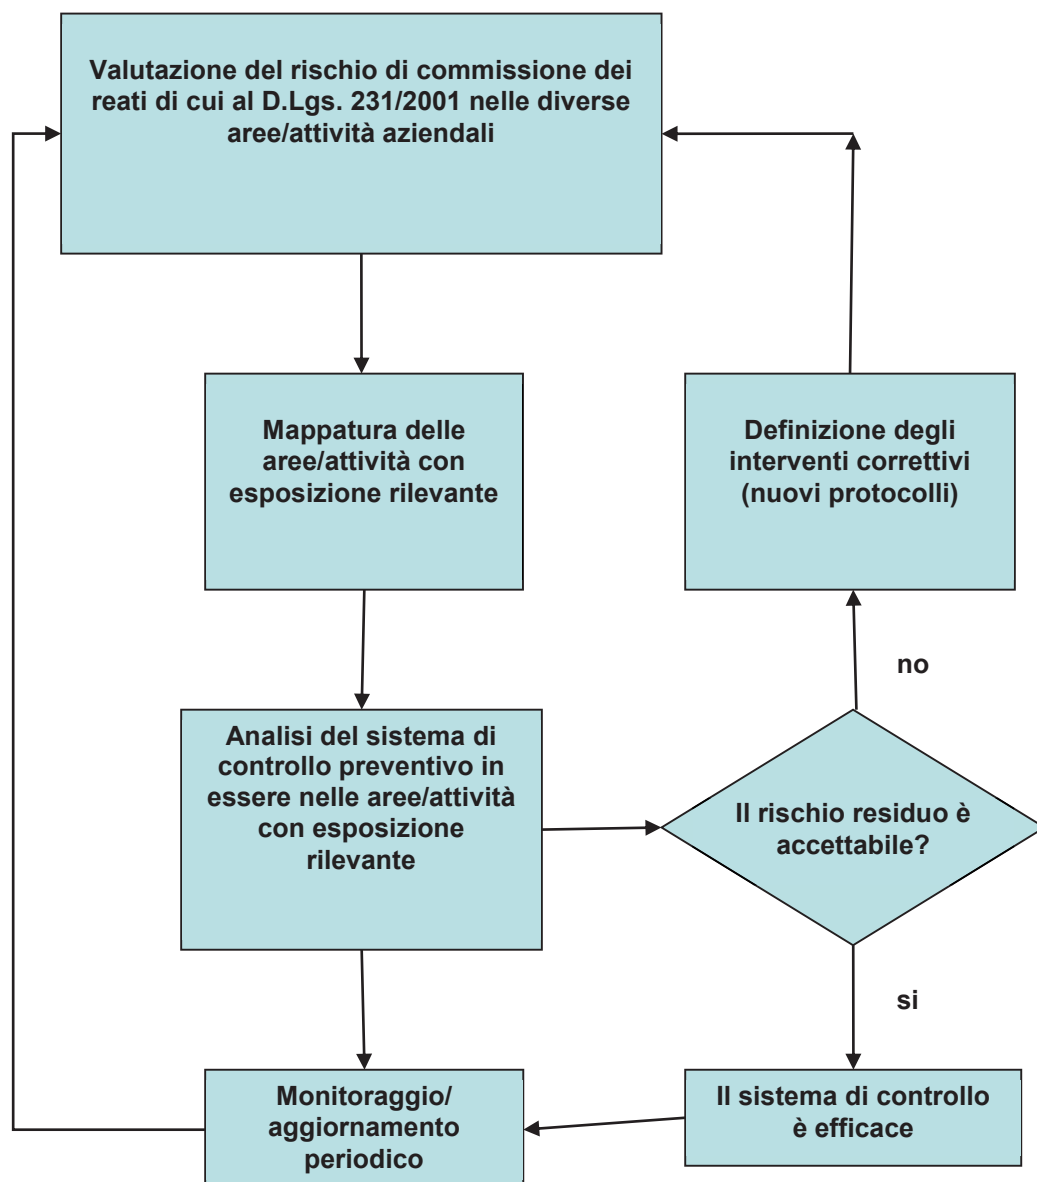 Valutazione del rischio di commissione dei
reati di cui al D.Lgs. 231/2001 nelle diverse
aree/attività aziendali
Mappatura delle
aree/attività con
esposizione rilevante
Definizione degli
interventi correttivi
(nuovi protocolli)
no
Analisi del sistema di
controllo preventivo in
essere nelle aree/attività
con esposizione
rilevante
Il rischio residuo è
accettabile?
si
Monitoraggio/
aggiornamento
periodico
Il sistema di controllo
è efficace